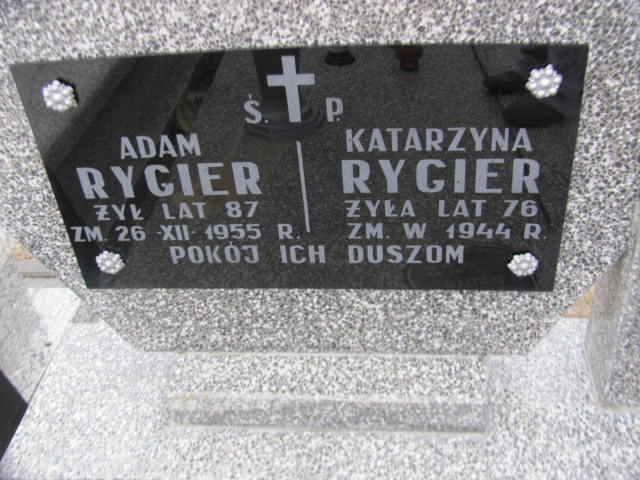 Ś. P.
ADAM
RYGIER
ŻYŁ LAT 87
ZM. 26 XII 1955 R.
KATARZYNA
RYGIER
ŻYŁA LAT 76
ZM. W 1944 R.
POKÓJ ICH DUSZOM